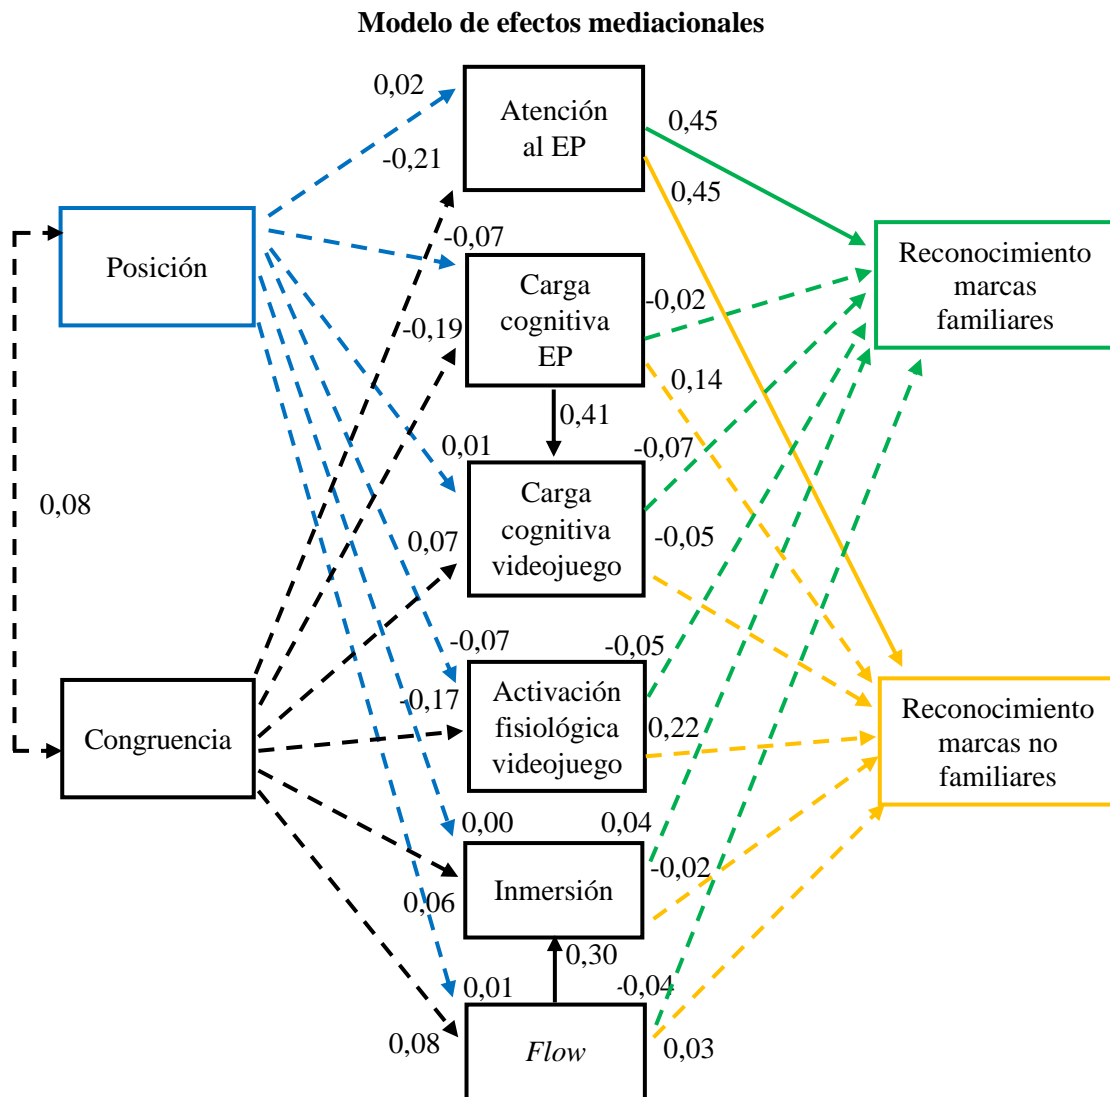 Modelo de efectos mediacionales
0,02
Atención
al EP
0,45
-0,21
0,45
Posición
-0,07
Carga
cognitiva
EP
-0,02
Reconocimiento
marcas
familiares
-0,19
0,14
0,41
0,08
0,01
-0,07
Carga
cognitiva
videojuego
0,07
-0,05
-0,07
-0,05
Congruencia
-0,17
Activación
fisiológica
videojuego
0,22
Reconocimiento
marcas no
familiares
0,00
0,04
Inmersión
-0,02
0,06
0,30
0,01
-0,04
Flow
0,08
0,03